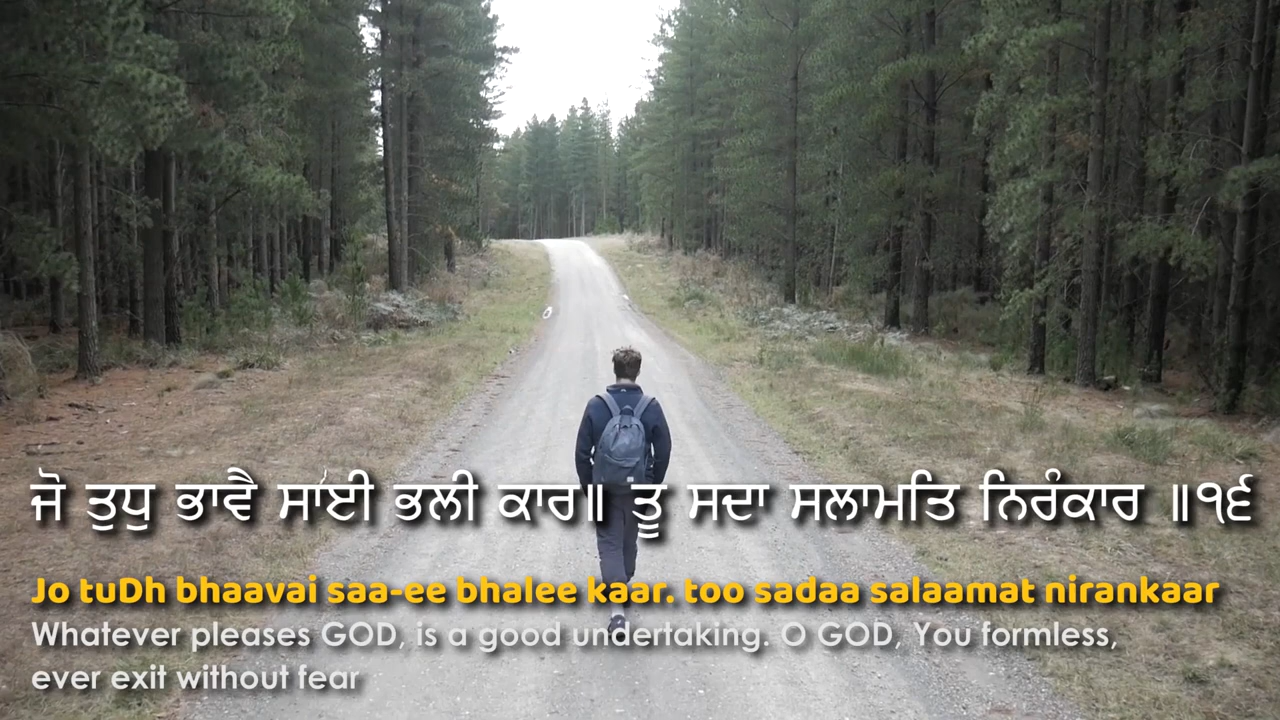 ਜੋ ਤੁਧੁ ਭਾਵੈ ਸਾ'ਈ ਭਲੀ ਕਾਰ॥ ਤੂ ਸਦਾ ਸਲਾਮਤਿ ਨਿਰੰਕਾਰ ॥੧੬
Jo tuDh bhaavai saa-ee bhalee kaar. too sadaa salaamat nirankaar
Whatever pleases GOD, is a good undertaking. O GOD, You formless,
ever exit without fear